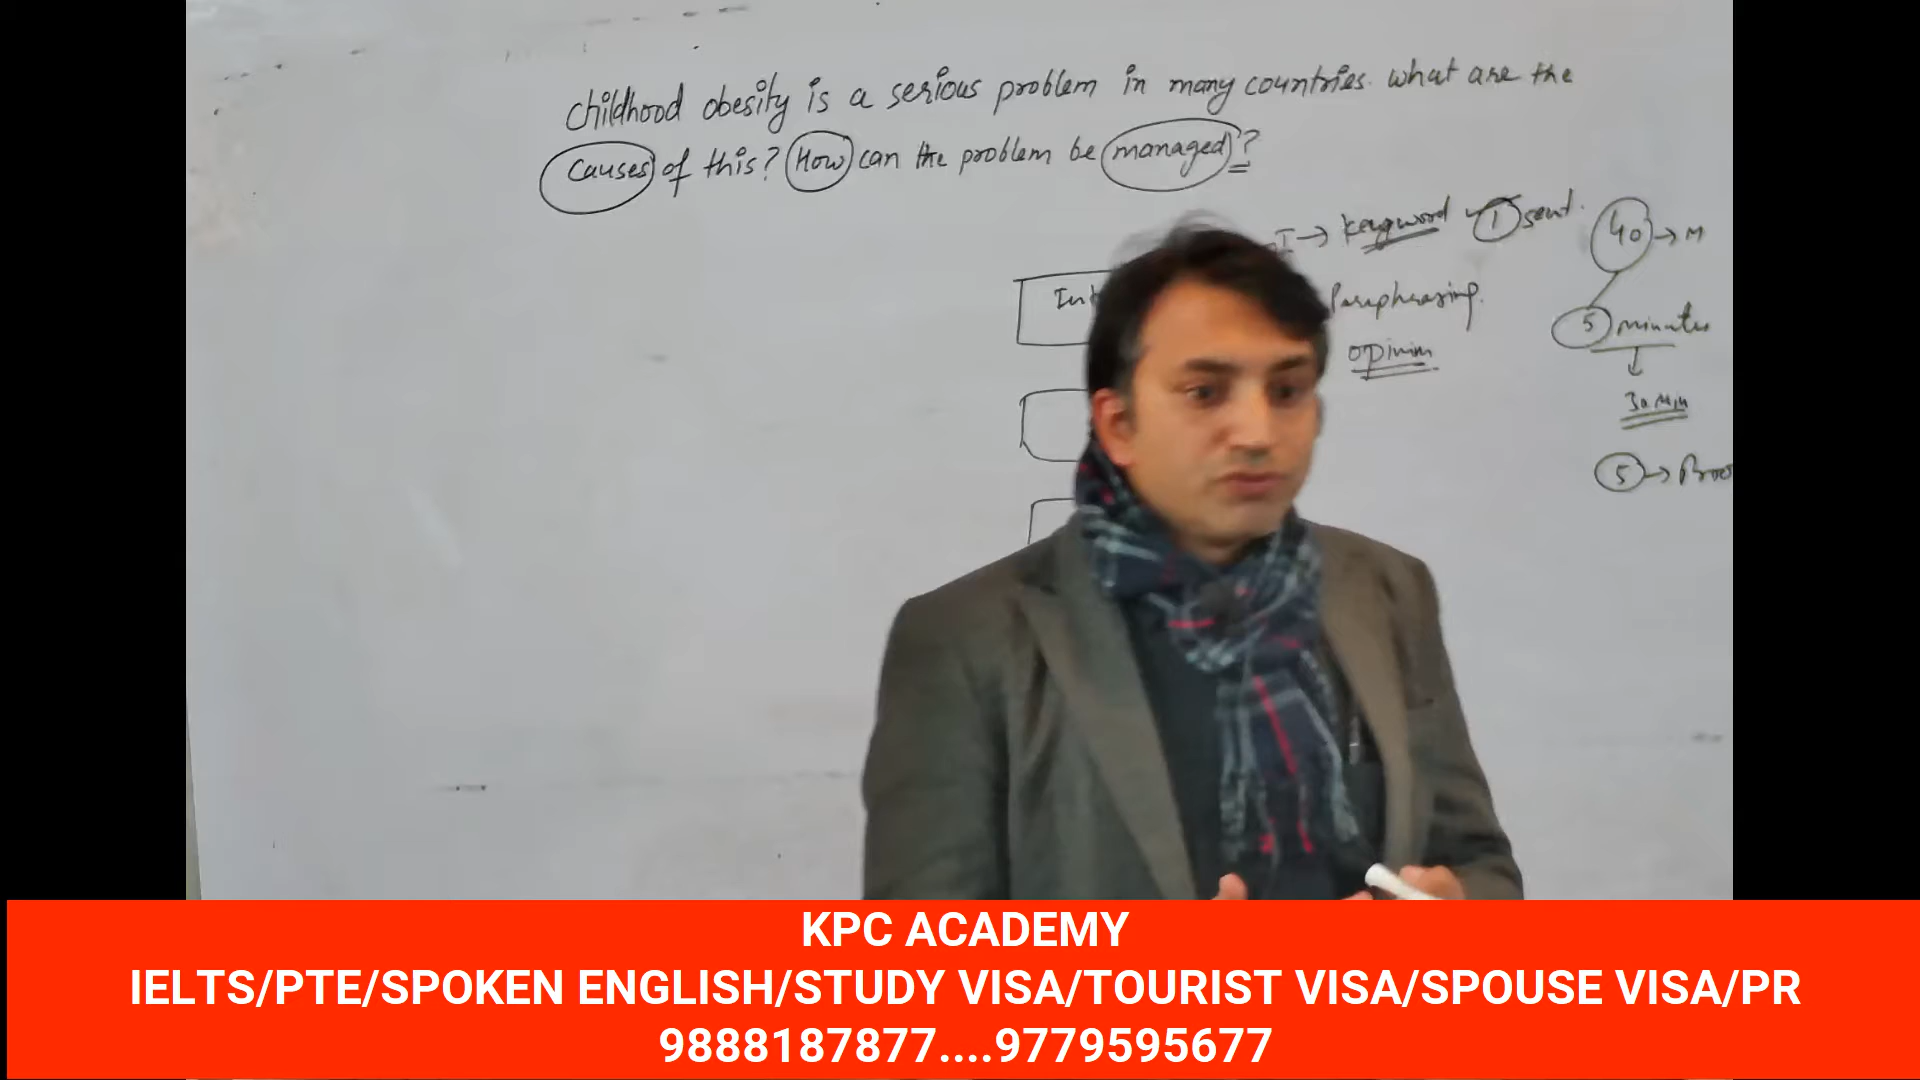 Childhood obesity is a serious problem in many countries. what are the
Causes of this? How can the problem be managed?
I → keyword 1 sent.
40 → M
Int
Paraphrasing.
5 minutes
opinion
30 Min
5 →
KPC ACADEMY
IELTS/PTE/SPOKEN ENGLISH/STUDY VISA/TOURIST VISA/SPOUSE VISA/PR
9888187877....9779595677